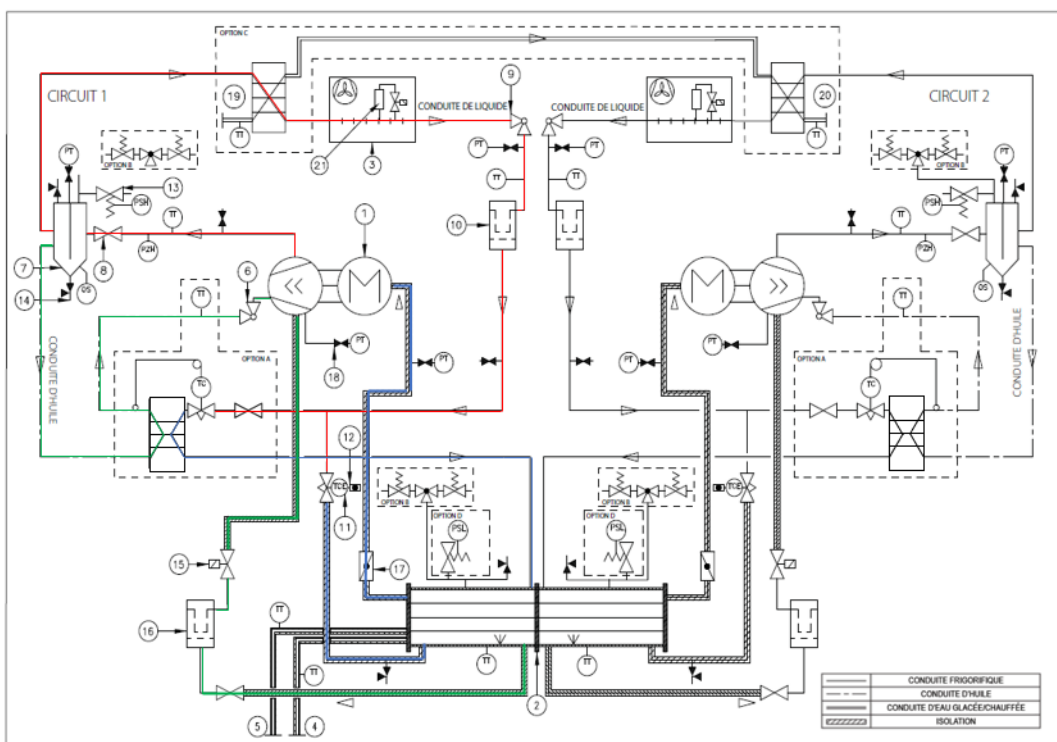 OPTION C
CIRCUIT 1
CIRCUIT 2
19
20
TT
TT
9
CONDUITE DE LIQUIDE
CONDUITE DE LIQUIDE
21
3
PT
PT
TT
TT
PT
OPTION B
13
PSH
TT
PZH
8
7
14
OS
10
1
6
TT
OPTION A
TC
CONDUITE D'HUILE
PT
18
PT
12
11
TCE
OPTION B
OPTION D
PSL
17
15
16
TT
TT
5
4
TT
TT
2
OPTION B
OPTION D
PSL
TCE
PT
PT
OPTION B
PT
PSH
TT
PZH
OS
TT
OPTION A
TC
CONDUITE D'HUILE
CONDUITE FRIGORIFIQUE
CONDUITE D'HUILE
CONDUITE D'EAU GLACÉE/CHAUFFÉE
ISOLATION